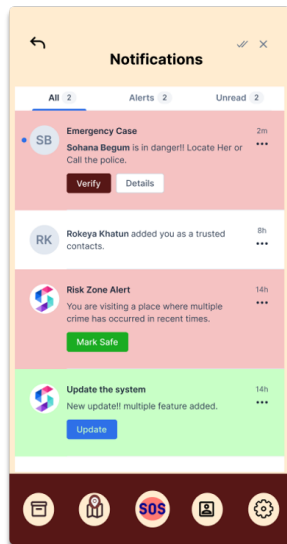 Notifications
All 2 Alerts 2 Unread 2
Emergency Case 2m
SB
Sohana Begum is in danger!! Locate Her or
Call the police.
Verify Details
RK
Rokeya Khatun added you as a trusted 8h
contacts.
Risk Zone Alert 14h
You are visiting a place where multiple
crime has occurred in recent times.
Mark Safe
Update the system 14h
New update!! multiple feature added.
Update
SOS